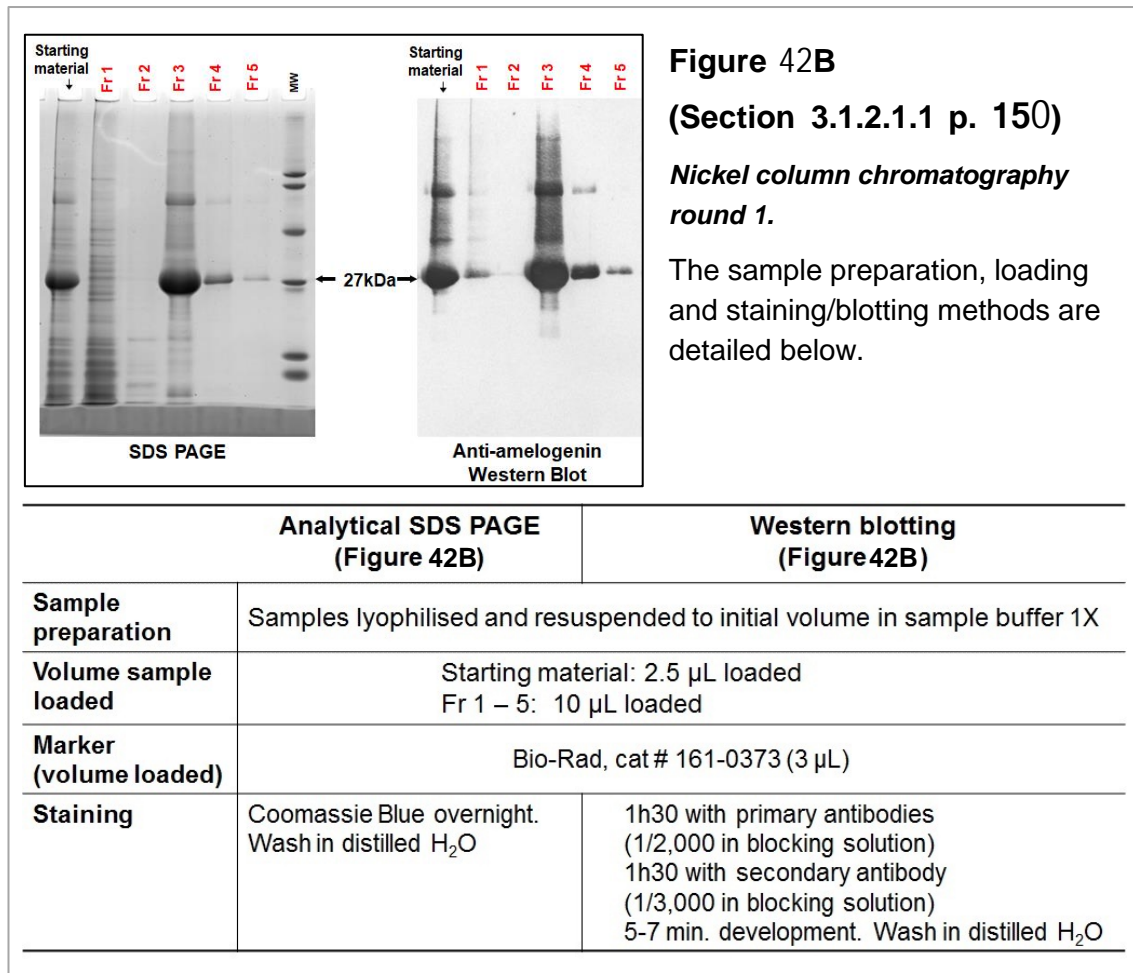 Starting material
Fr 1
Fr 2
Fr 3
Fr 4
Fr 5
MW
27kDa
SDS PAGE
Starting material
Fr 1
Fr 2
Fr 3
Fr 4
Fr 5
Anti-amelogenin
Western Blot
Figure 42B
(Section 3.1.2.1.1 p. 150)
Nickel column chromatography
round 1.
The sample preparation, loading
and staining/blotting methods are
detailed below.
Analytical SDS PAGE
(Figure 42B)
Western blotting
(Figure 42B)
Sample
preparation
Samples lyophilised and resuspended to initial volume in sample buffer 1X
Volume sample
loaded
Starting material: 2.5 µL loaded
Fr 1 – 5: 10 µL loaded
Marker
(volume loaded)
Bio-Rad, cat # 161-0373 (3 µL)
Staining
Coomassie Blue overnight.
Wash in distilled H₂O
1h30 with primary antibodies
(1/2,000 in blocking solution)
1h30 with secondary antibody
(1/3,000 in blocking solution)
5-7 min. development. Wash in distilled H₂O